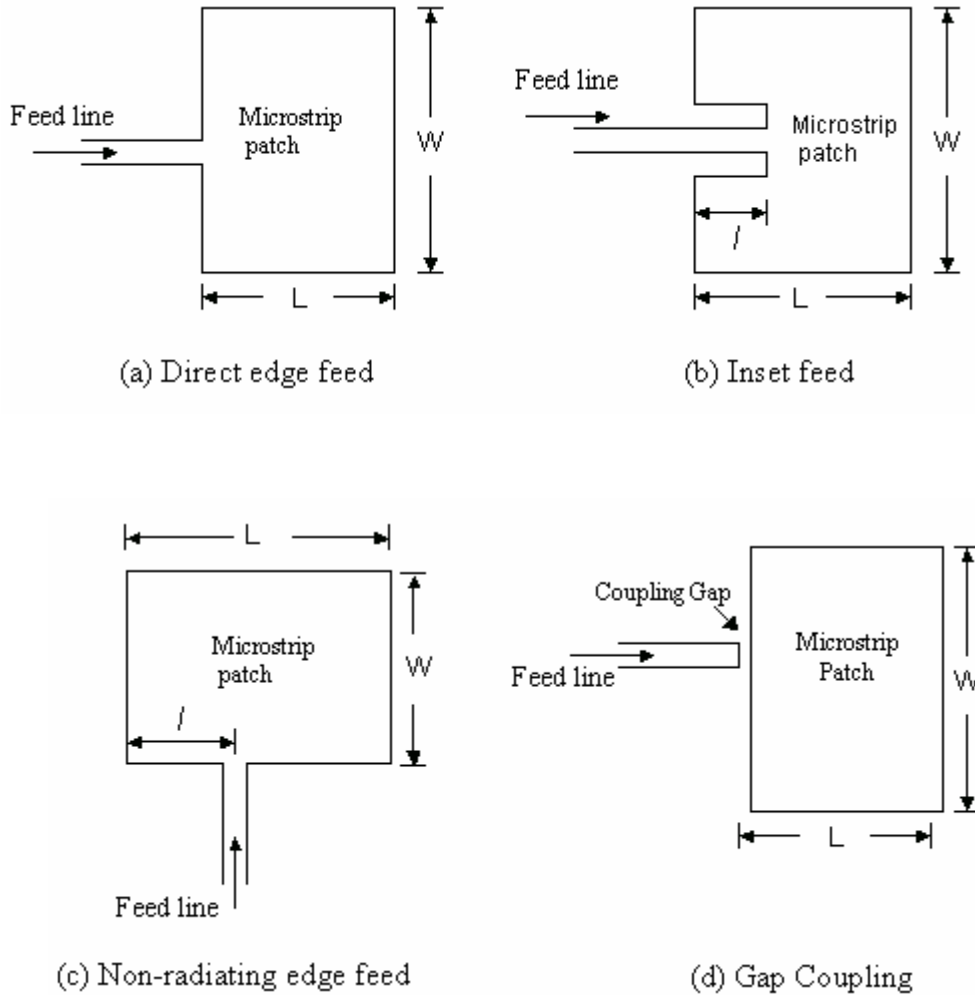 Feed line
Microstrip
patch
W
L
(a) Direct edge feed
Feed line
Microstrip
patch
W
l
L
(b) Inset feed
L
Microstrip
patch
W
l
Feed line
(c) Non-radiating edge feed
Coupling Gap
Feed line
Microstrip
Patch
W
L
(d) Gap Coupling